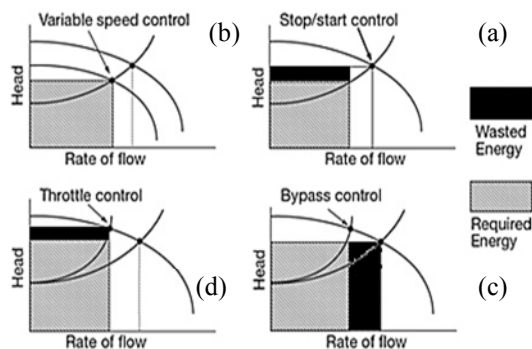 Variable speed control
(b)
Head
Rate of flow
Stop/start control
(a)
Head
Rate of flow
Wasted
Energy
Required
Energy
Throttle control
(d)
Head
Rate of flow
Bypass control
(c)
Head
Rate of flow